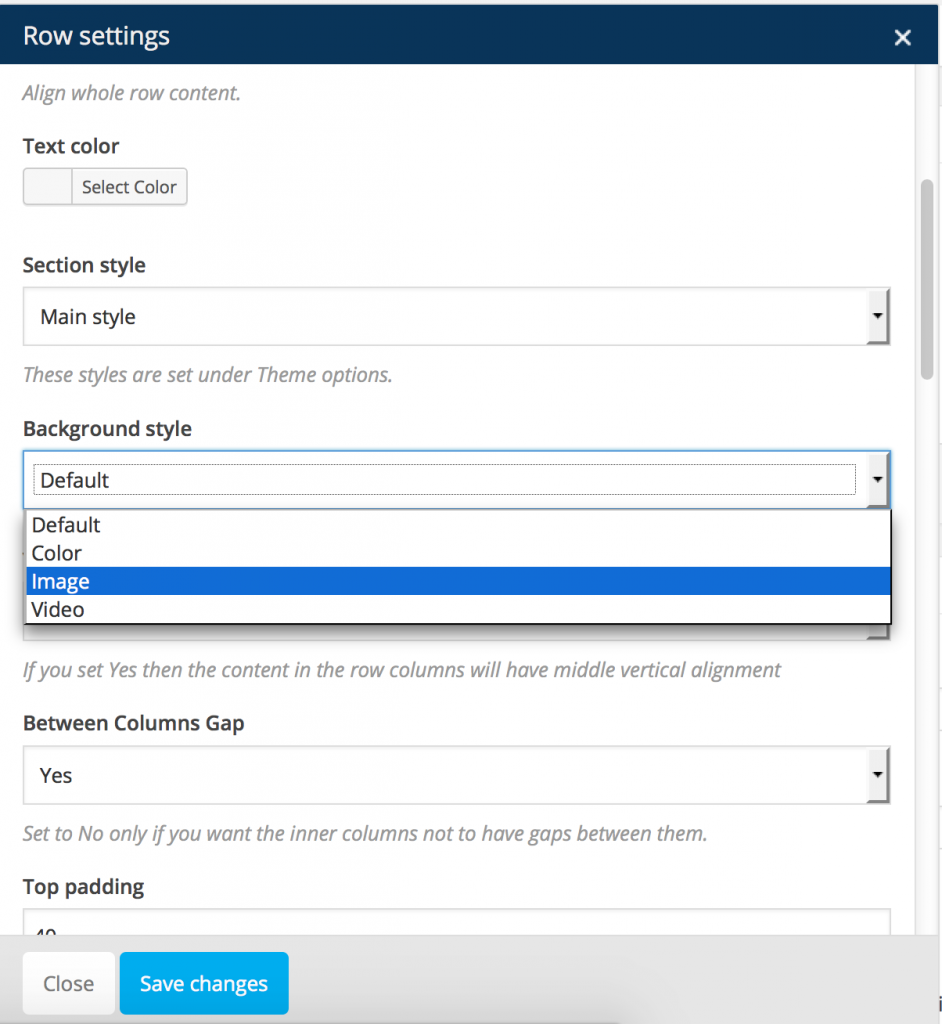 Row settings
Align whole row content.
Text color
Select Color
Section style
Main style
These styles are set under Theme options.
Background style
Default
Default
Color
Image
Video
If you set Yes then the content in the row columns will have middle vertical alignment
Between Columns Gap
Yes
Set to No only if you want the inner columns not to have gaps between them.
Top padding
Close
Save changes